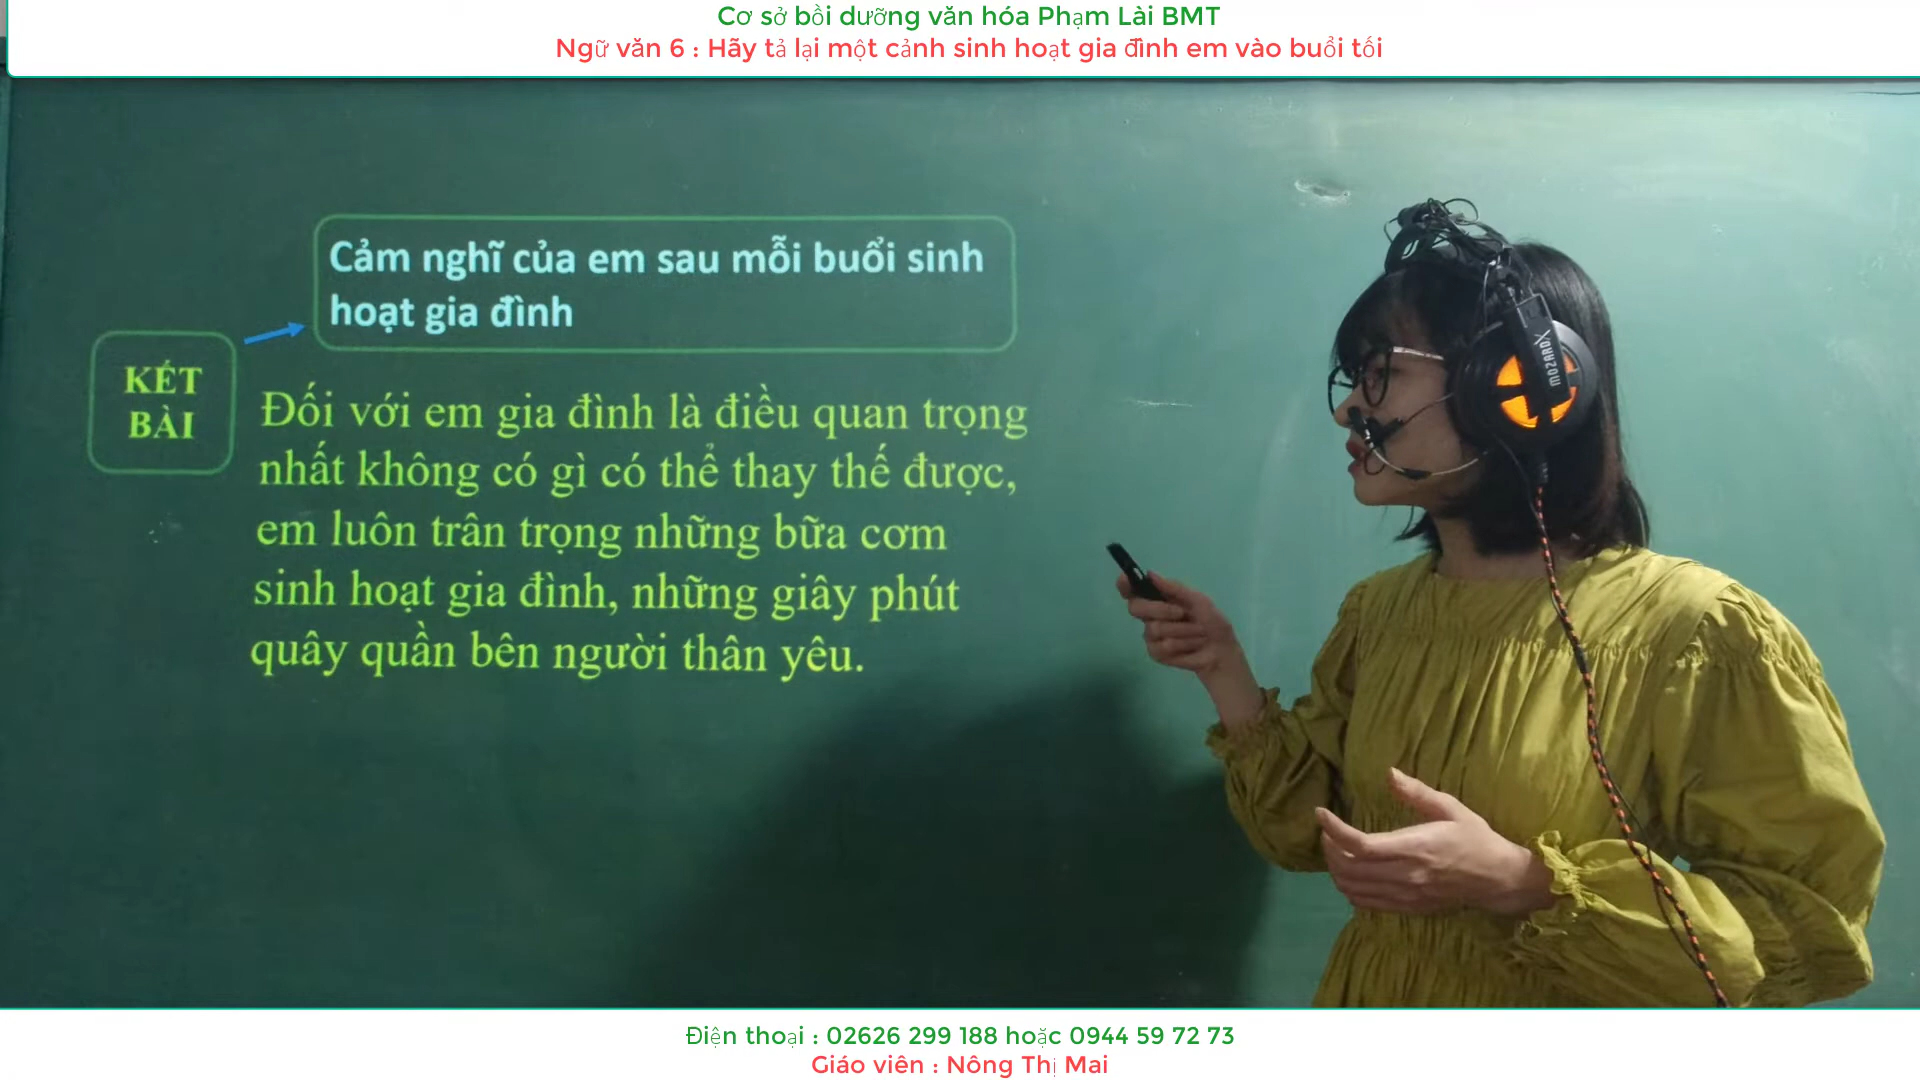 Cơ sở bồi dưỡng văn hóa Phạm Lài BMT
Ngữ văn 6 : Hãy tả lại một cảnh sinh hoạt gia đình em vào buổi tối
Cảm nghĩ của em sau mỗi buổi sinh
hoạt gia đình
KẾT
BÀI
Đối với em gia đình là điều quan trọng
nhất không có gì có thể thay thế được,
em luôn trân trọng những bữa cơm
sinh hoạt gia đình, những giây phút
quây quần bên người thân yêu.
MOZARDX
Điện thoại : 02626 299 188 hoặc 0944 59 72 73
Giáo viên : Nông Thị Mai